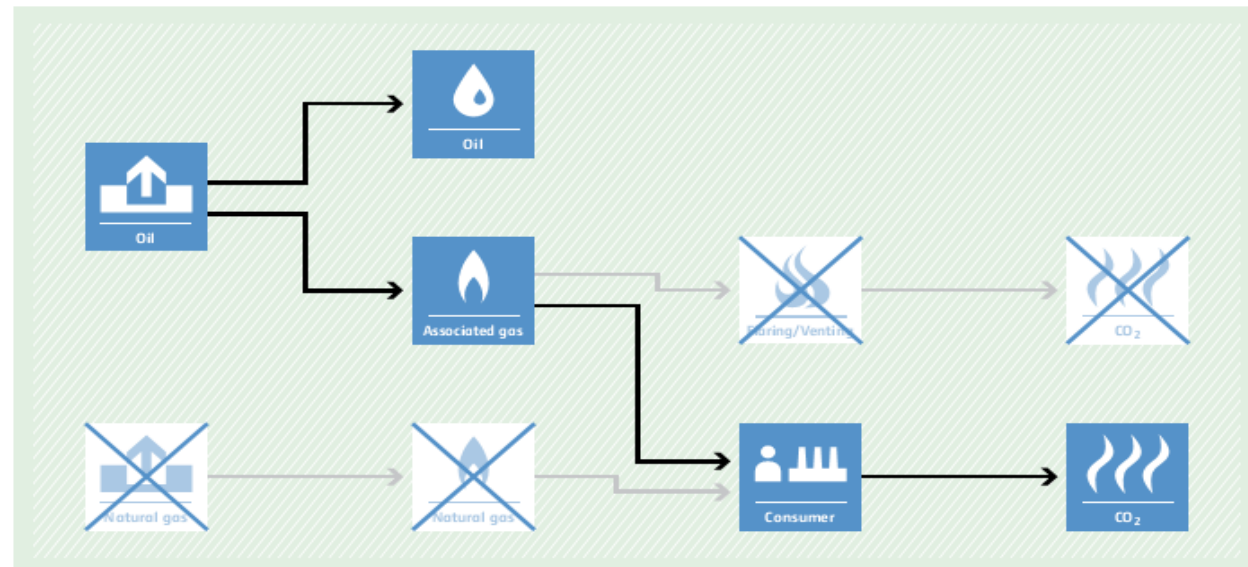 Oil
Oil
Associated gas
Flaring/Venting
CO₂
Natural gas
Natural gas
Consumer
CO₂